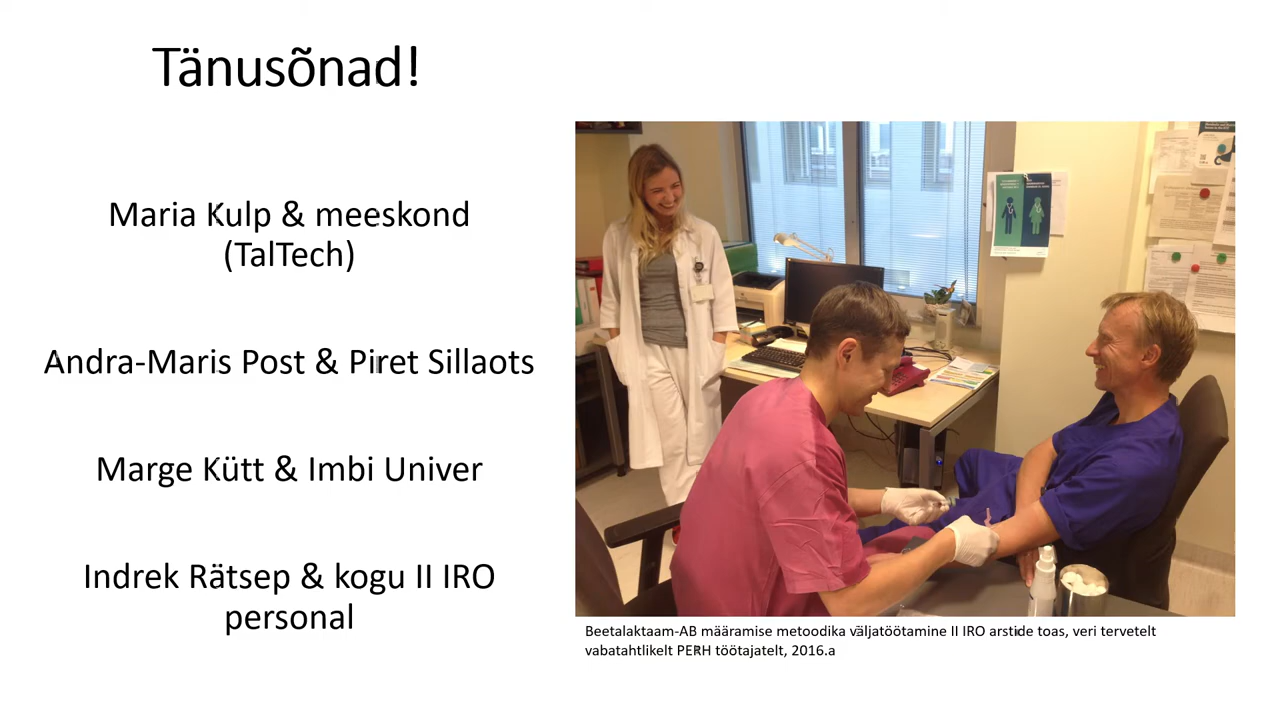 Tänusõnad!
Maria Kulp & meeskond
(TalTech)
Andra-Maris Post & Piret Sillaots
Marge Kütt & Imbi Univer
Indrek Rätsep & kogu II IRO
personal
Beetalaktaam-AB määramise metoodika väljatöötamine II IRO arstide toas, veri tervetelt
vabatahtlikelt PERH töötajatelt, 2016.a